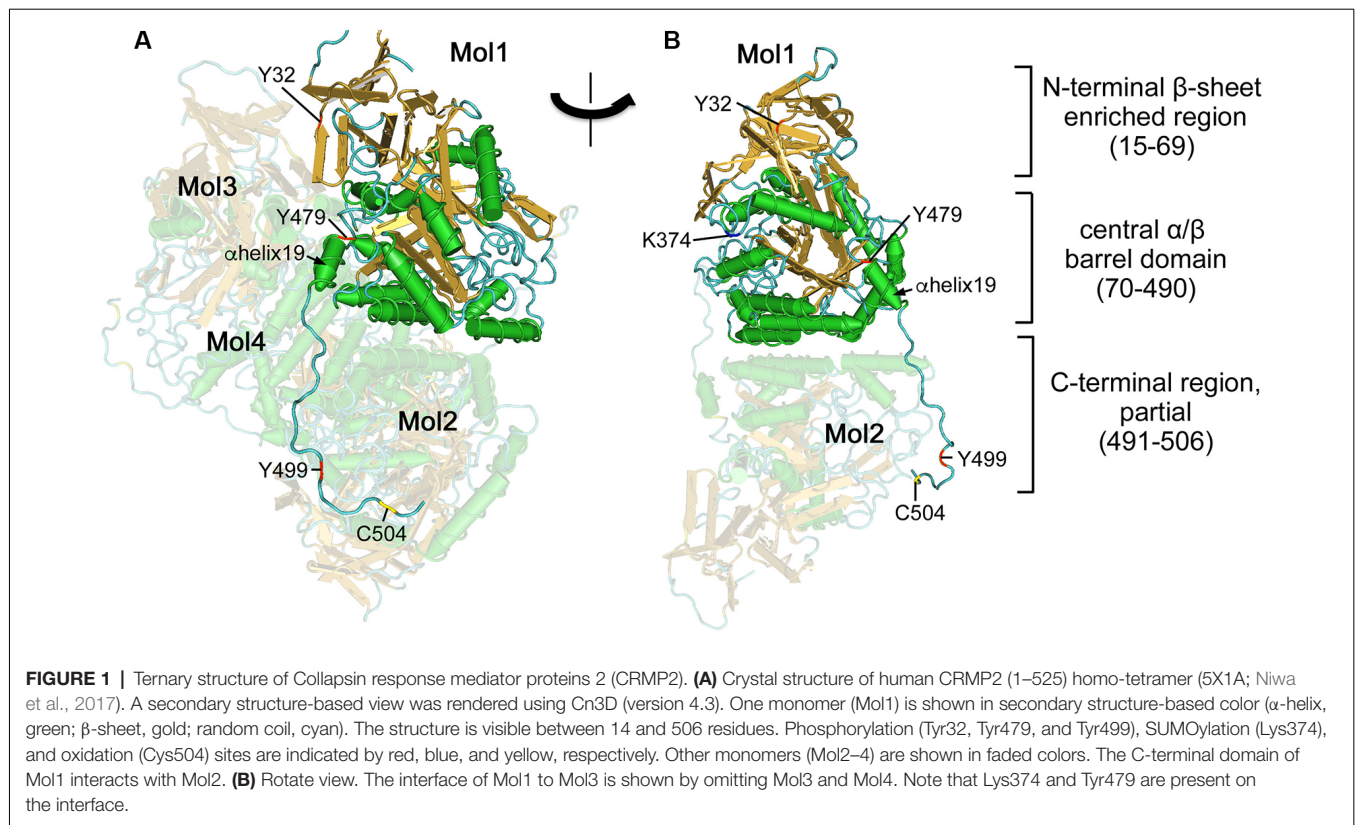 A
Mol1
Y32
Mol3
Y479
αhelix19
Mol4
Mol2
Y499
C504
B
Mol1
Y32
Y479
K374
αhelix19
Mol2
Y499
C504
N-terminal β-sheet
enriched region
(15-69)
central α/β
barrel domain
(70-490)
C-terminal region,
partial
(491-506)
FIGURE 1 | Ternary structure of Collapsin response mediator proteins 2 (CRMP2). (A) Crystal structure of human CRMP2 (1–525) homo-tetramer (5X1A; Niwa
et al., 2017). A secondary structure-based view was rendered using Cn3D (version 4.3). One monomer (Mol1) is shown in secondary structure-based color (α-helix,
green; β-sheet, gold; random coil, cyan). The structure is visible between 14 and 506 residues. Phosphorylation (Tyr32, Tyr479, and Tyr499), SUMOylation (Lys374),
and oxidation (Cys504) sites are indicated by red, blue, and yellow, respectively. Other monomers (Mol2–4) are shown in faded colors. The C-terminal domain of
Mol1 interacts with Mol2. (B) Rotate view. The interface of Mol1 to Mol3 is shown by omitting Mol3 and Mol4. Note that Lys374 and Tyr479 are present on
the interface.